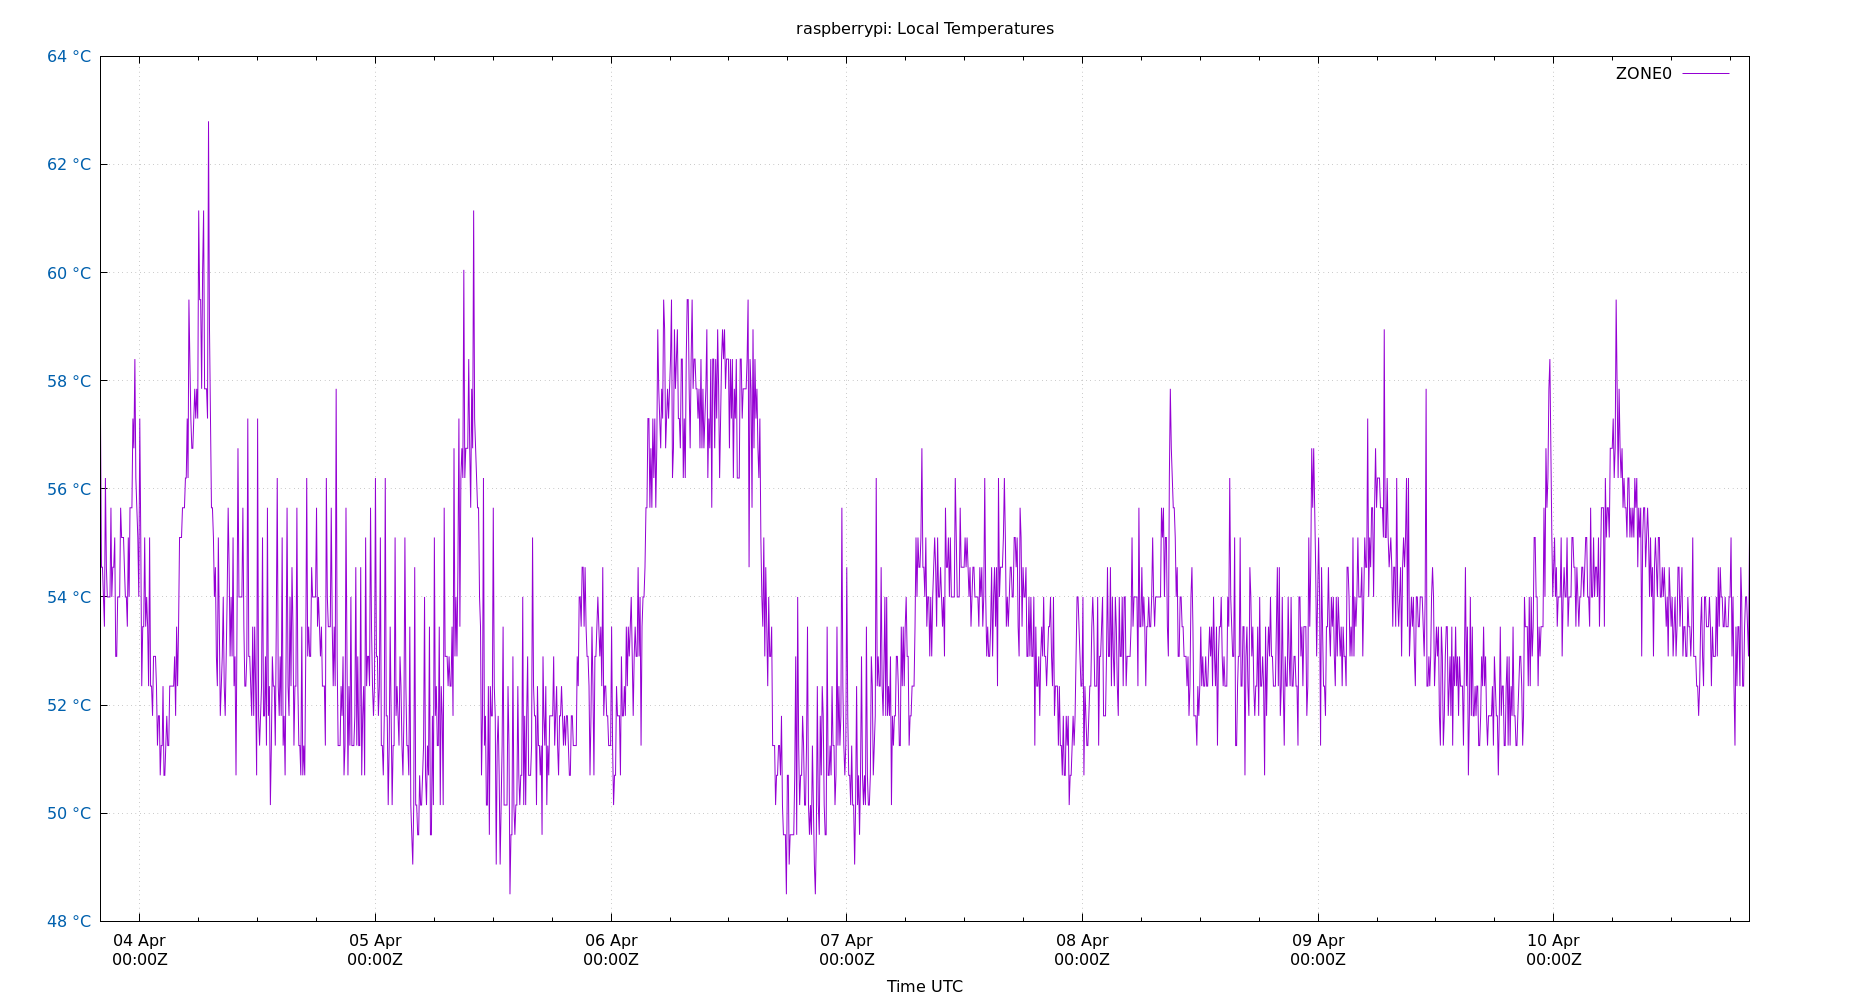 raspberrypi: Local Temperatures
64 °C
ZONE0
62 °C
60 °C
58 °C
56 °C
54 °C
52 °C
50 °C
48 °C
04 Apr 05 Apr 06 Apr 07 Apr 08 Apr 09 Apr 10 Apr
00:00Z 00:00Z 00:00Z 00:00Z 00:00Z 00:00Z 00:00Z
Time UTC